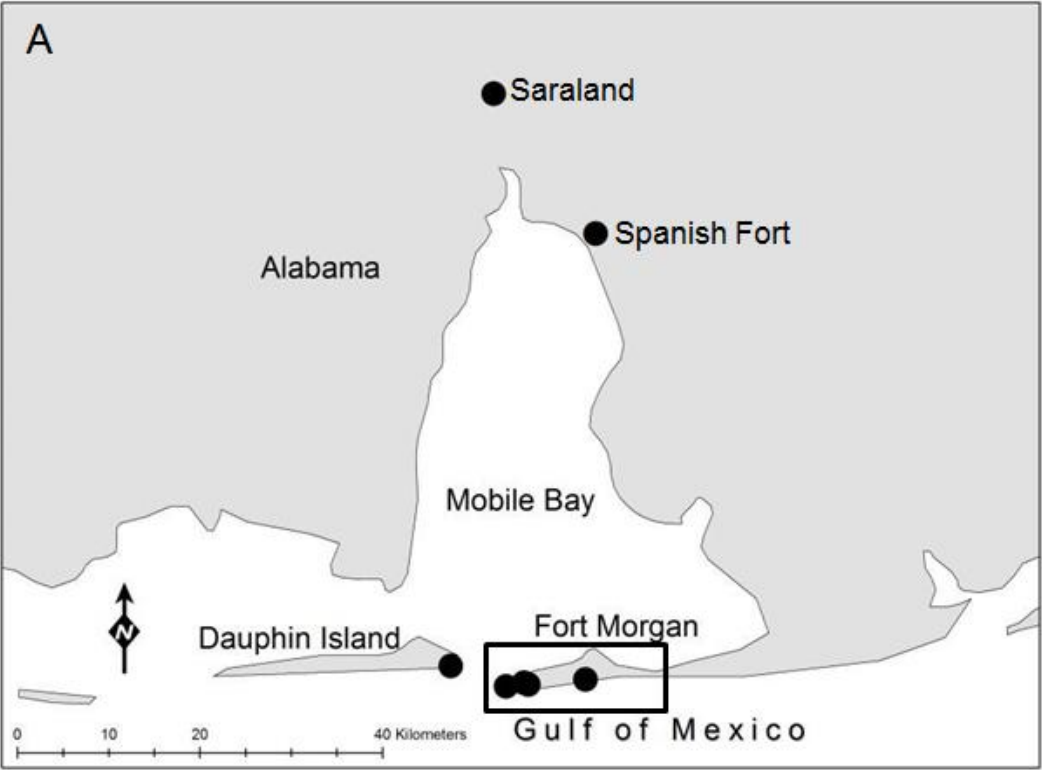 A
Saraland
Spanish Fort
Alabama
Mobile Bay
Fort Morgan
Dauphin Island
N
Gulf of Mexico
0 10 20 40 Kilometers